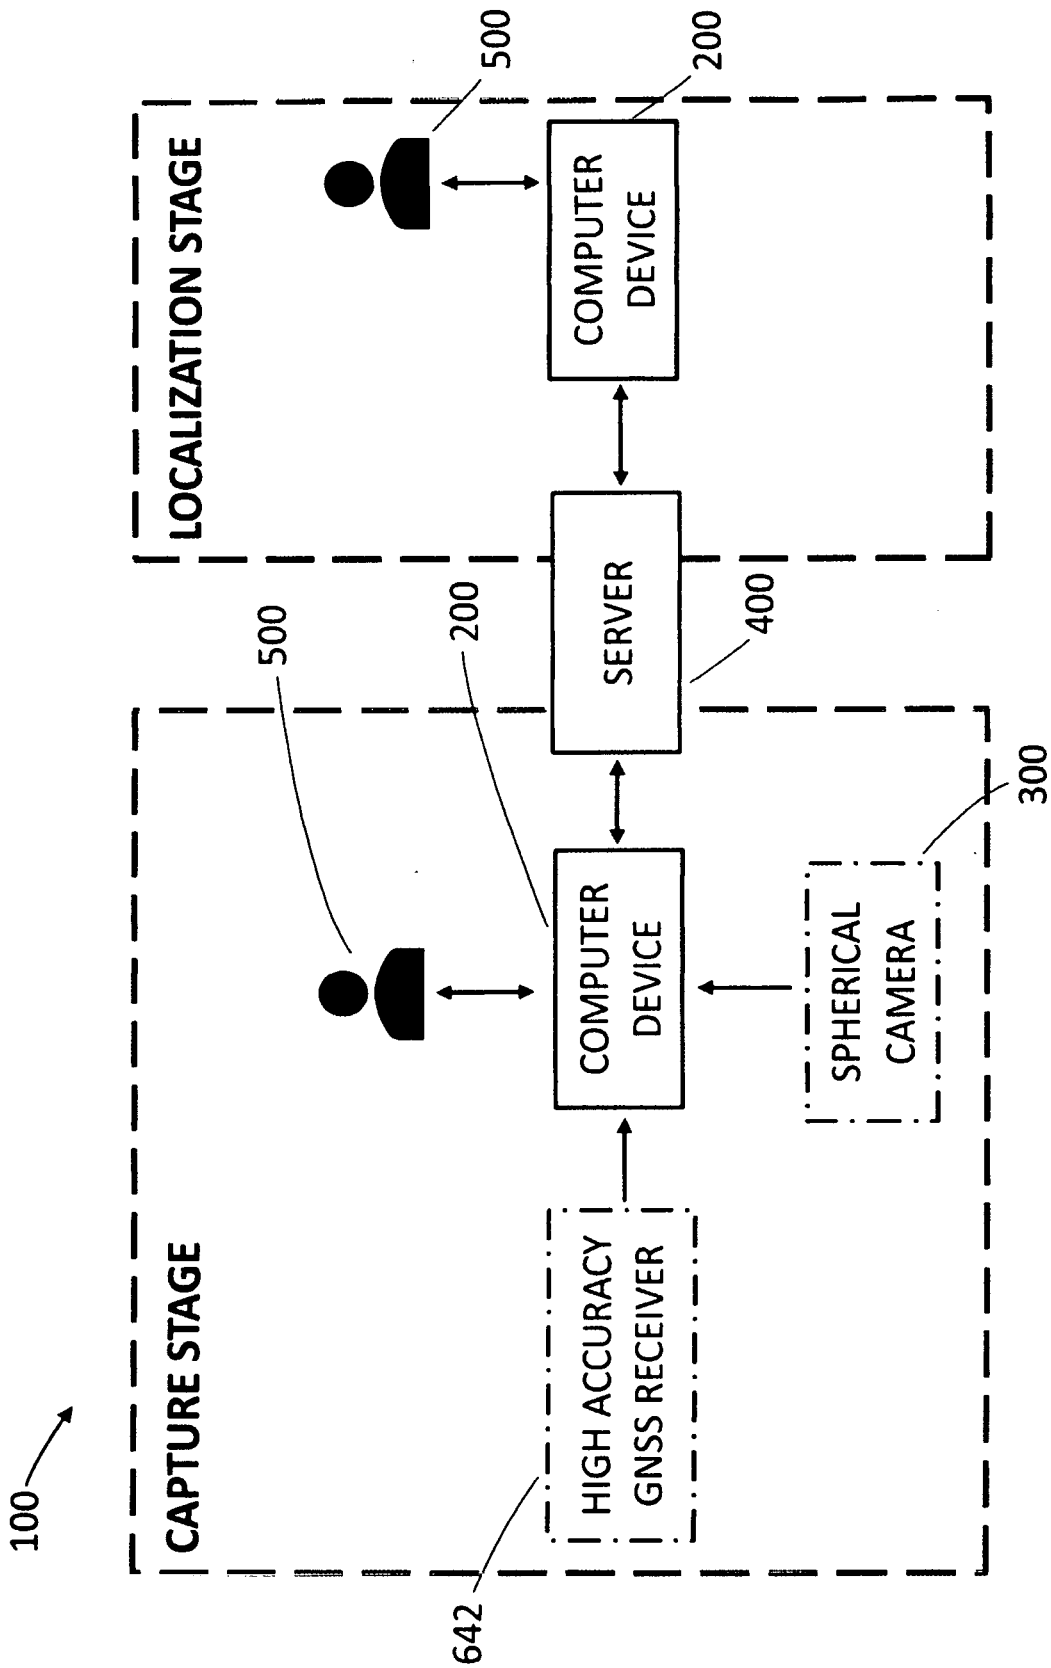 100
CAPTURE STAGE
642
HIGH ACCURACY
GNSS RECEIVER
500
200
COMPUTER
DEVICE
SPHERICAL
CAMERA
300
SERVER
400
LOCALIZATION STAGE
500
COMPUTER
DEVICE
200